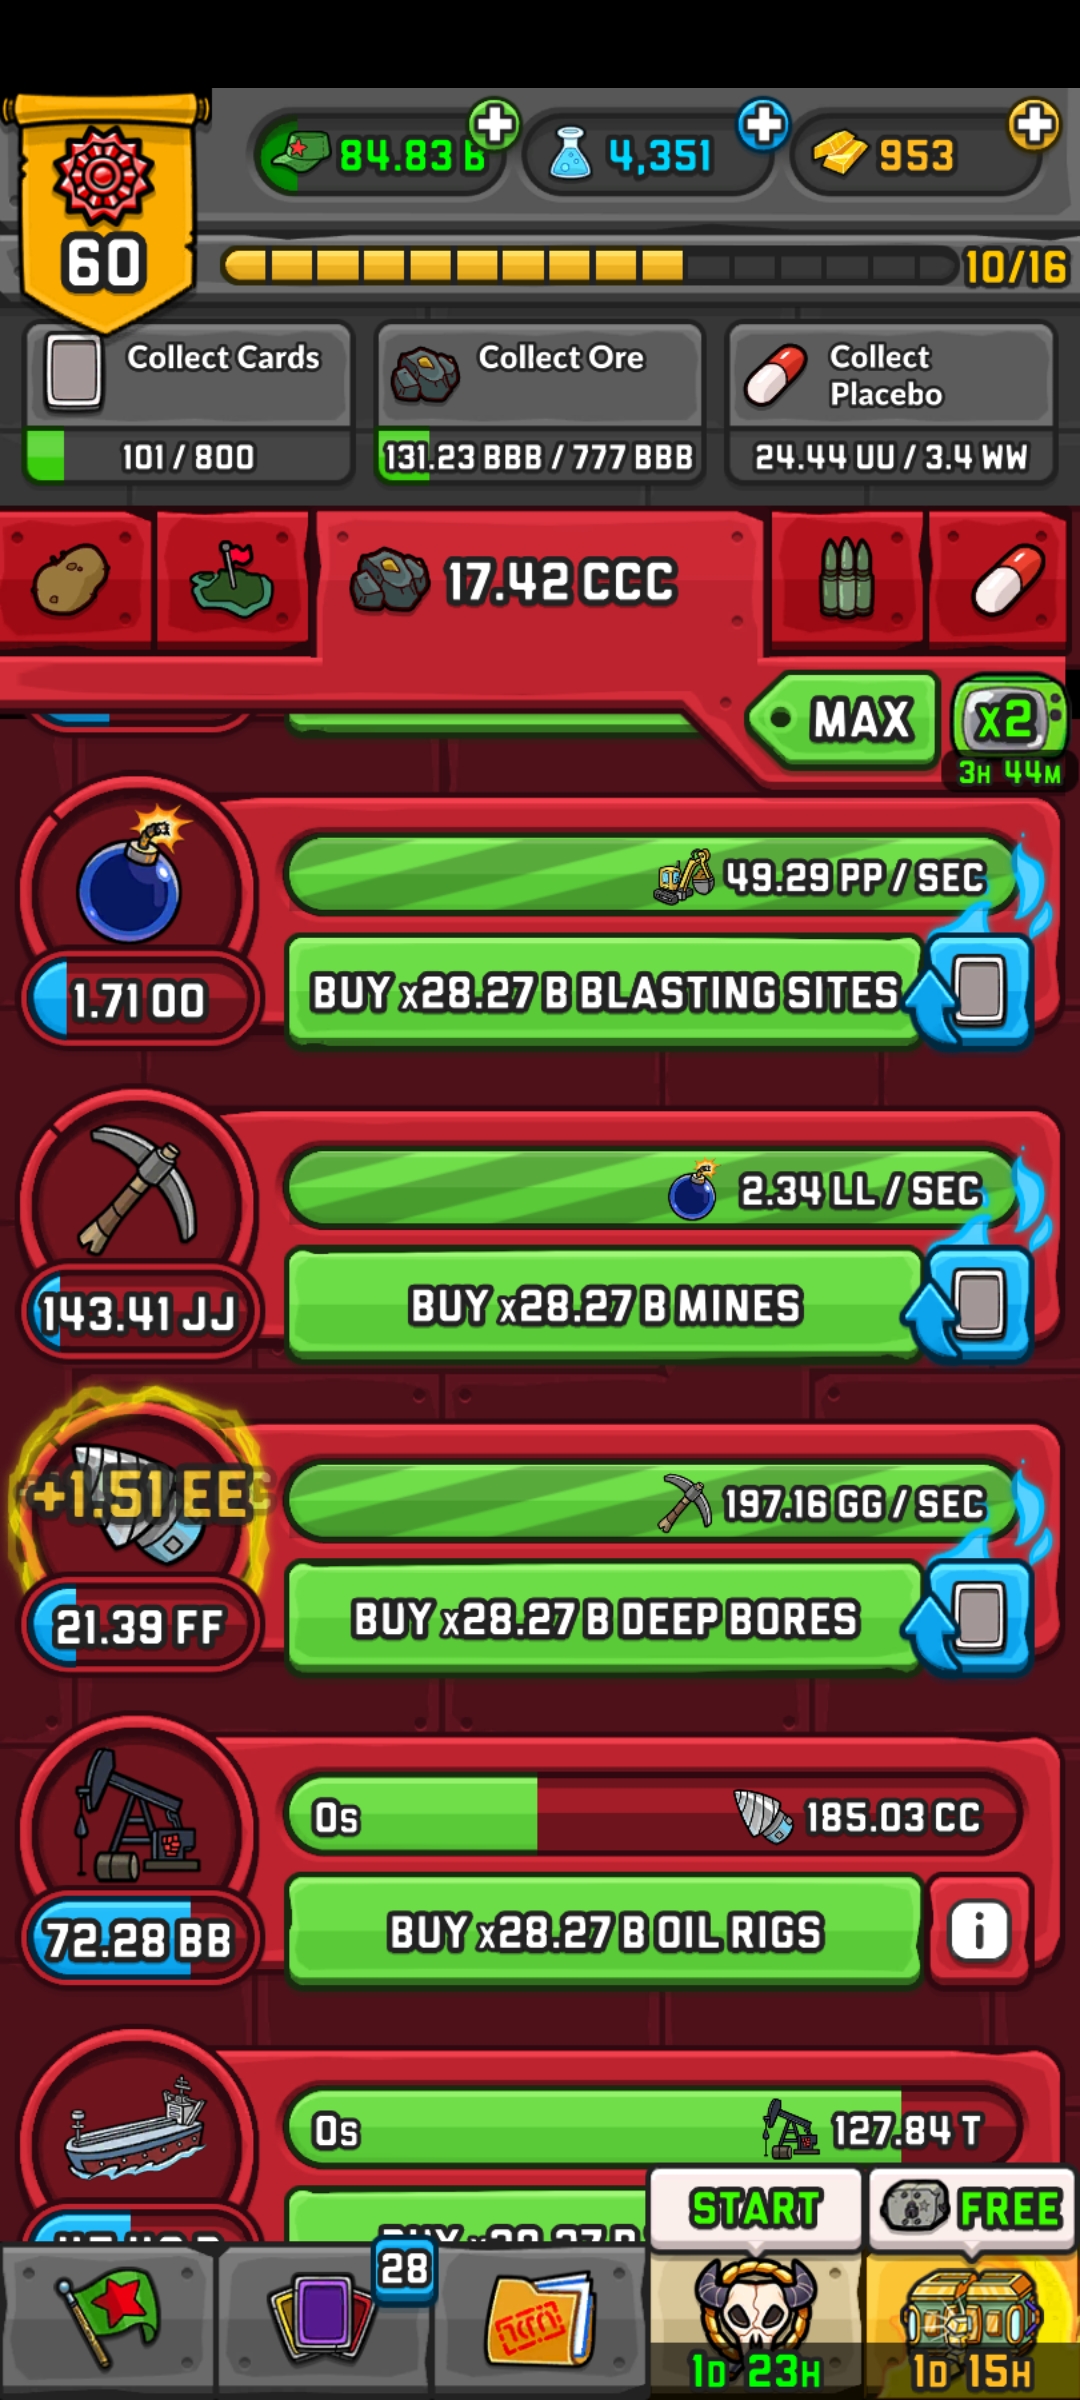 84.83 B
4,351
953
60
10/16
Collect Cards
101 / 800
Collect Ore
131.23 BBB / 777 BBB
Collect
Placebo
24.44 UU / 3.4 WW
17.42 CCC
MAX
x2
3H 44M
49.29 PP / SEC
BUY x28.27 B BLASTING SITES
1.71 OO
2.34 LL / SEC
BUY x28.27 B MINES
143.41 JJ
+1.51 EE
197.16 GG / SEC
BUY x28.27 B DEEP BORES
21.39 FF
0s
185.03 CC
BUY x28.27 B OIL RIGS
i
72.28 BB
0s
127.84 T
START
FREE
28
1D 23H
1D 15H